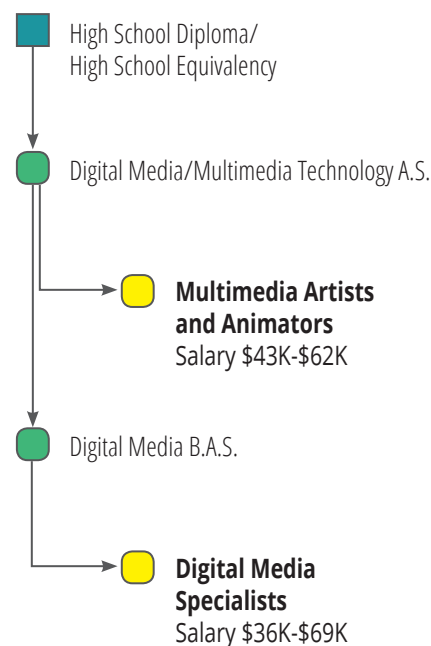 High School Diploma/
High School Equivalency
Digital Media/Multimedia Technology A.S.
Multimedia Artists
and Animators
Salary $43K-$62K
Digital Media B.A.S.
Digital Media
Specialists
Salary $36K-$69K